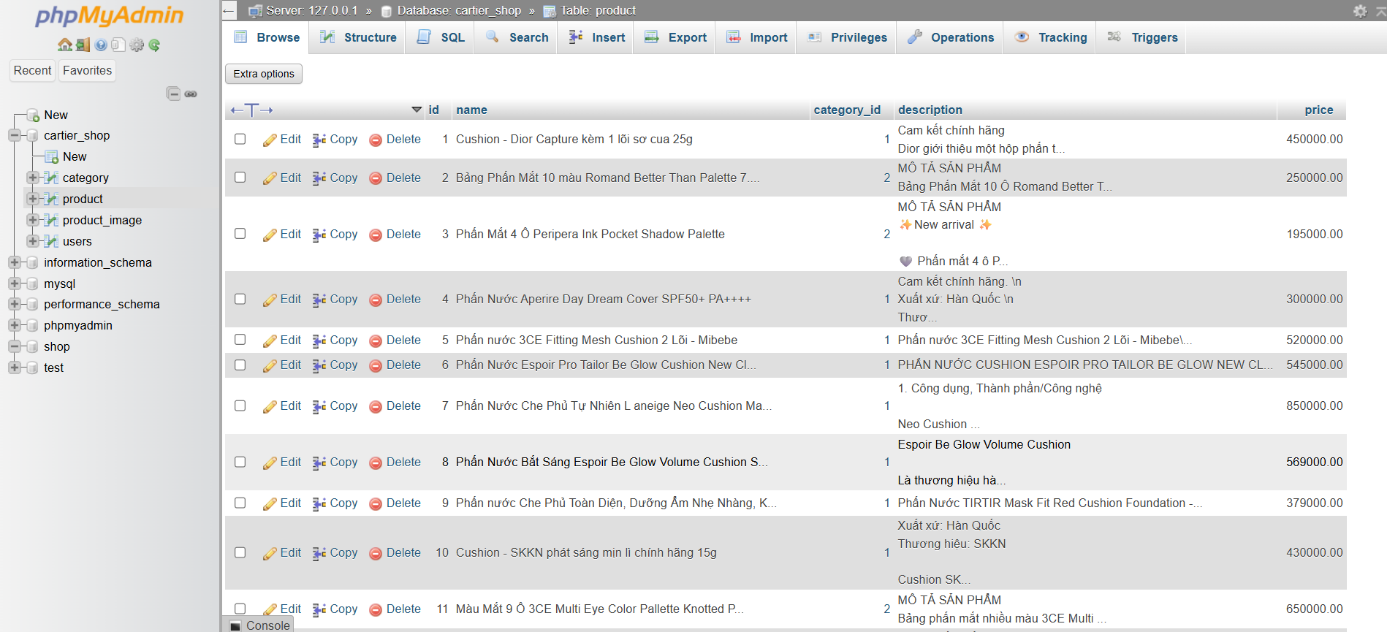 phpMyAdmin
Recent Favorites
New
cartier_shop
New
category
product
product_image
users
information_schema
mysql
performance_schema
phpmyadmin
shop
test
Server: 127.0.0.1 » Database: cartier_shop » Table: product
Browse Structure SQL Search Insert Export Import Privileges Operations Tracking Triggers
Extra options
←T→ id name category_id description price
Edit Copy Delete 1 Cushion - Dior Capture kèm 1 lõi sơ cua 25g 1 Cam kết chính hãng
Dior giới thiệu một hộp phấn t... 450000.00
Edit Copy Delete 2 Bảng Phấn Mắt 10 màu Romand Better Than Palette 7.... 2 MÔ TẢ SẢN PHẨM
Bảng Phấn Mắt 10 Ô Romand Better T... 250000.00
Edit Copy Delete 3 Phấn Mắt 4 Ô Peripera Ink Pocket Shadow Palette 2 MÔ TẢ SẢN PHẨM
✨New arrival ✨
Phấn mắt 4 ô P... 195000.00
Edit Copy Delete 4 Phấn Nước Aperire Day Dream Cover SPF50+ PA++++ 1 Cam kết chính hãng. \n
Xuất xứ: Hàn Quốc \n
Thươ... 300000.00
Edit Copy Delete 5 Phấn nước 3CE Fitting Mesh Cushion 2 Lõi - Mibebe 1 Phấn nước 3CE Fitting Mesh Cushion 2 Lõi - Mibebe\... 520000.00
Edit Copy Delete 6 Phấn Nước Espoir Pro Tailor Be Glow Cushion New Cl... 1 PHẤN NƯỚC CUSHION ESPOIR PRO TAILOR BE GLOW NEW CL... 545000.00
Edit Copy Delete 7 Phấn Nước Che Phủ Tự Nhiên L aneige Neo Cushion Ma... 1 1. Công dụng, Thành phần/Công nghệ
Neo Cushion ... 850000.00
Edit Copy Delete 8 Phấn Nước Bắt Sáng Espoir Be Glow Volume Cushion S... 1 Espoir Be Glow Volume Cushion
Là thương hiệu hà... 569000.00
Edit Copy Delete 9 Phấn nước Che Phủ Toàn Diện, Dưỡng Ẩm Nhẹ Nhàng, K... 1 Phấn Nước TIRTIR Mask Fit Red Cushion Foundation -... 379000.00
Edit Copy Delete 10 Cushion - SKKN phát sáng mịn lì chính hãng 15g 1 Xuất xứ: Hàn Quốc
Thương hiệu: SKKN
Cushion SK... 430000.00
Edit Copy Delete 11 Màu Mắt 9 Ô 3CE Multi Eye Color Pallette Knotted P... 2 MÔ TẢ SẢN PHẨM
Bảng phấn mắt nhiều màu 3CE Multi ... 650000.00
Console